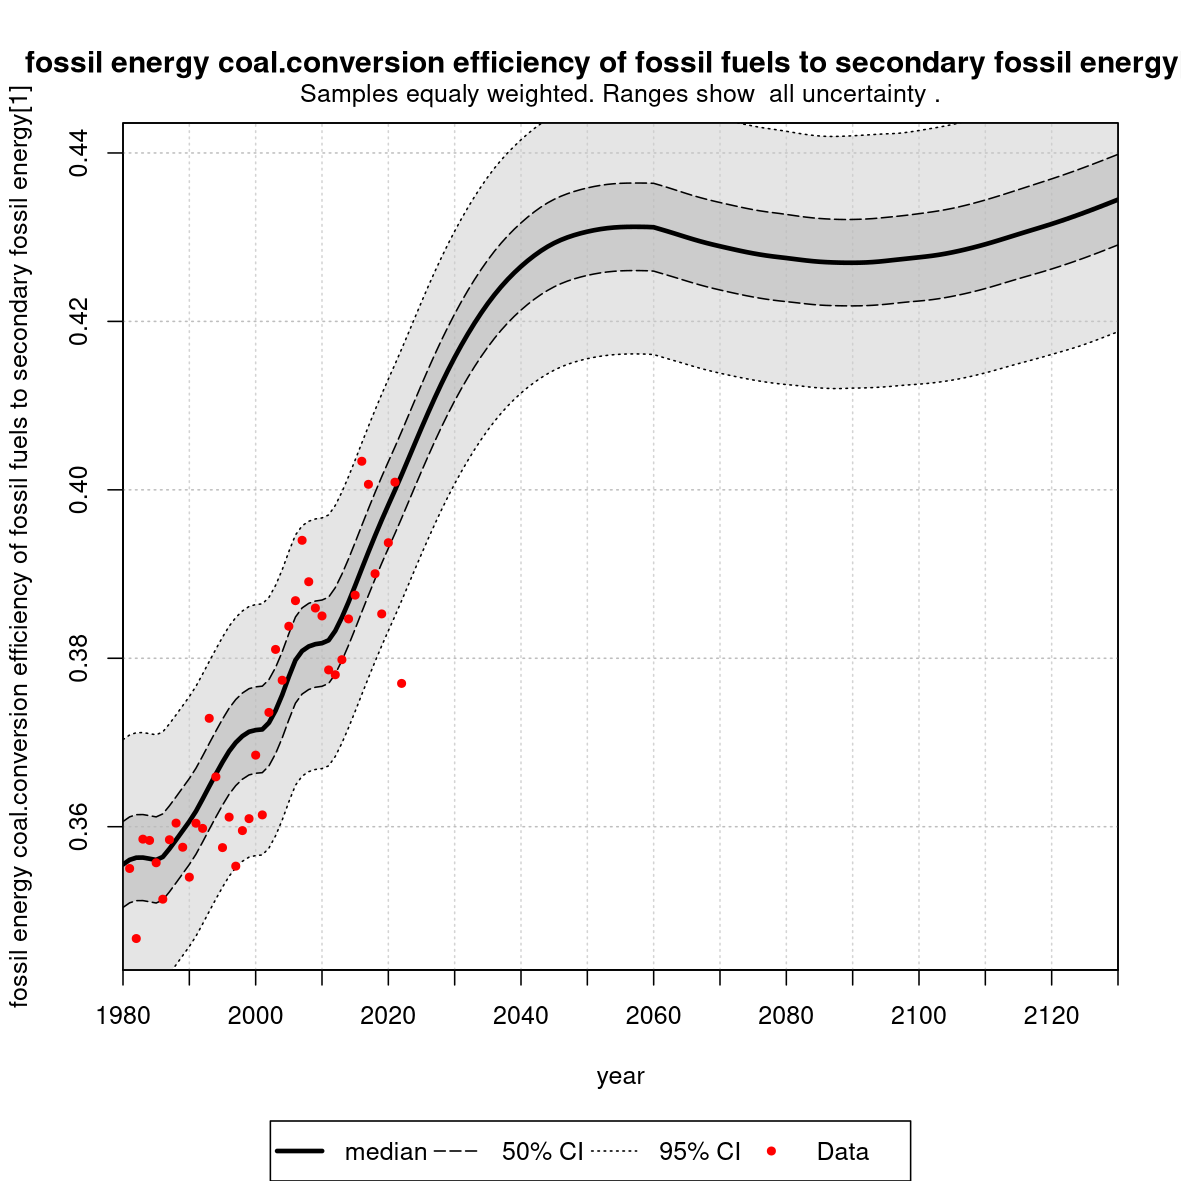 fossil energy coal.conversion efficiency of fossil fuels to secondary fossil energy
Samples equaly weighted. Ranges show  all uncertainty .
fossil energy coal.conversion efficiency of fossil fuels to secondary fossil energy[1]
0.44
0.42
0.40
0.38
0.36
1980 2000 2020 2040 2060 2080 2100 2120
year
median 50% CI 95% CI Data